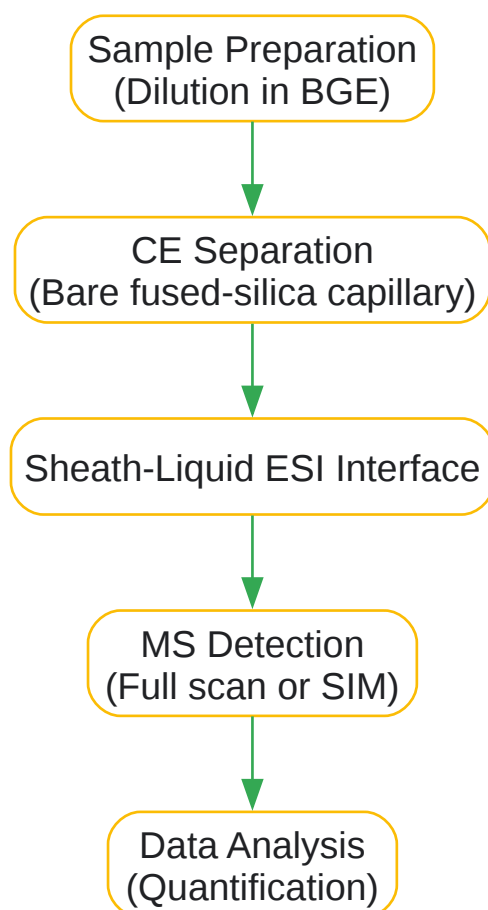 Sample Preparation
(Dilution in BGE)
CE Separation
(Bare fused-silica capillary)
Sheath-Liquid ESI Interface
MS Detection
(Full scan or SIM)
Data Analysis
(Quantification)